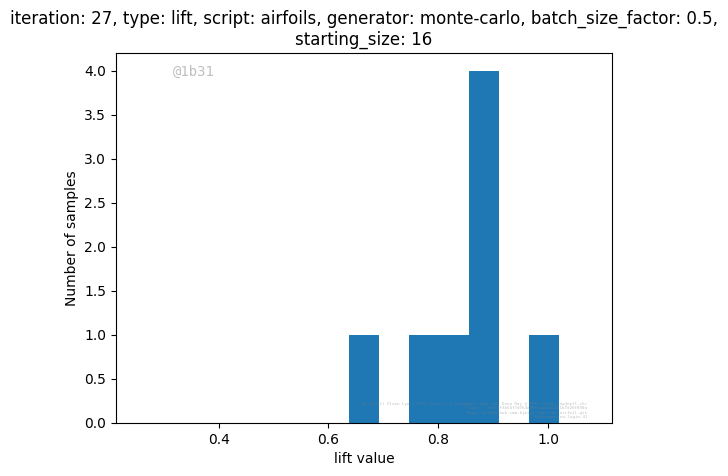 iteration: 27, type: lift, script: airfoils, generator: monte-carlo, batch_size_factor: 0.5,
starting_size: 16
@1b31
4.0
3.5
3.0
2.5
2.0
1.5
1.0
0.5
0.0
Number of samples
0.4 0.6 0.8 1.0
lift value